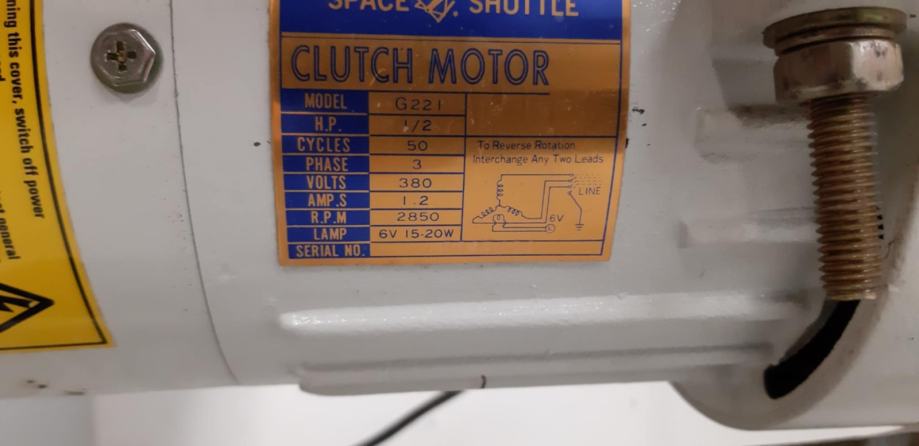 SPACE SHUTTLE
CLUTCH MOTOR
MODEL G221
H.P. 1/2
CYCLES 50
PHASE 3
VOLTS 380
AMP.S 1.2
R.P.M 2850
LAMP 6V 15-20W
SERIAL NO.
To Reverse Rotation
Interchange Any Two Leads
LINE
6V
ning this cover, switch off power
general